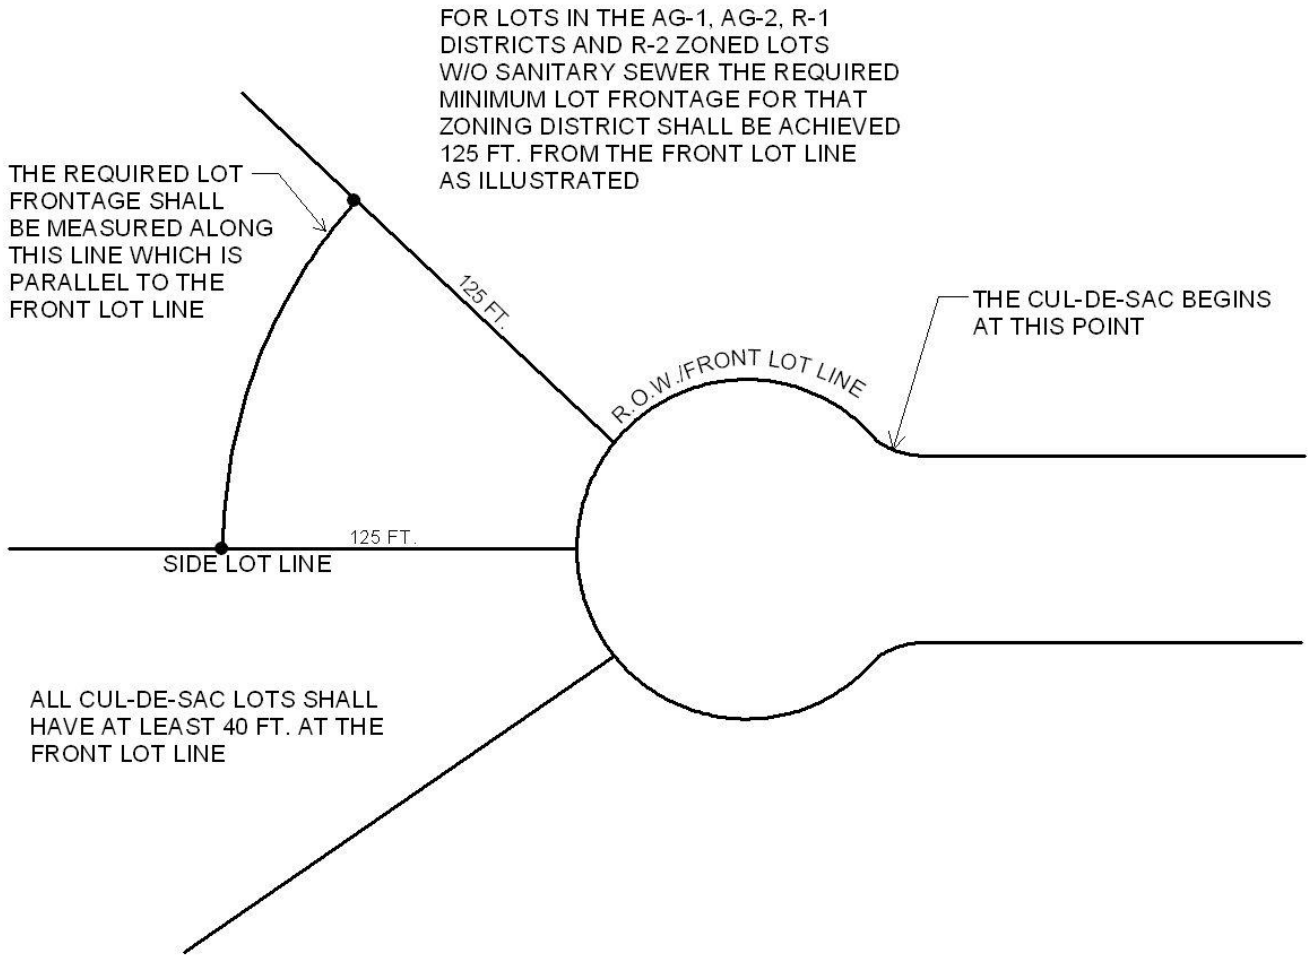 FOR LOTS IN THE AG-1, AG-2, R-1
DISTRICTS AND R-2 ZONED LOTS
W/O SANITARY SEWER THE REQUIRED
MINIMUM LOT FRONTAGE FOR THAT
ZONING DISTRICT SHALL BE ACHIEVED
125 FT. FROM THE FRONT LOT LINE
AS ILLUSTRATED
THE REQUIRED LOT
FRONTAGE SHALL
BE MEASURED ALONG
THIS LINE WHICH IS
PARALLEL TO THE
FRONT LOT LINE
125 FT.
THE CUL-DE-SAC BEGINS
AT THIS POINT
R.O.W./FRONT LOT LINE
125 FT.
SIDE LOT LINE
ALL CUL-DE-SAC LOTS SHALL
HAVE AT LEAST 40 FT. AT THE
FRONT LOT LINE